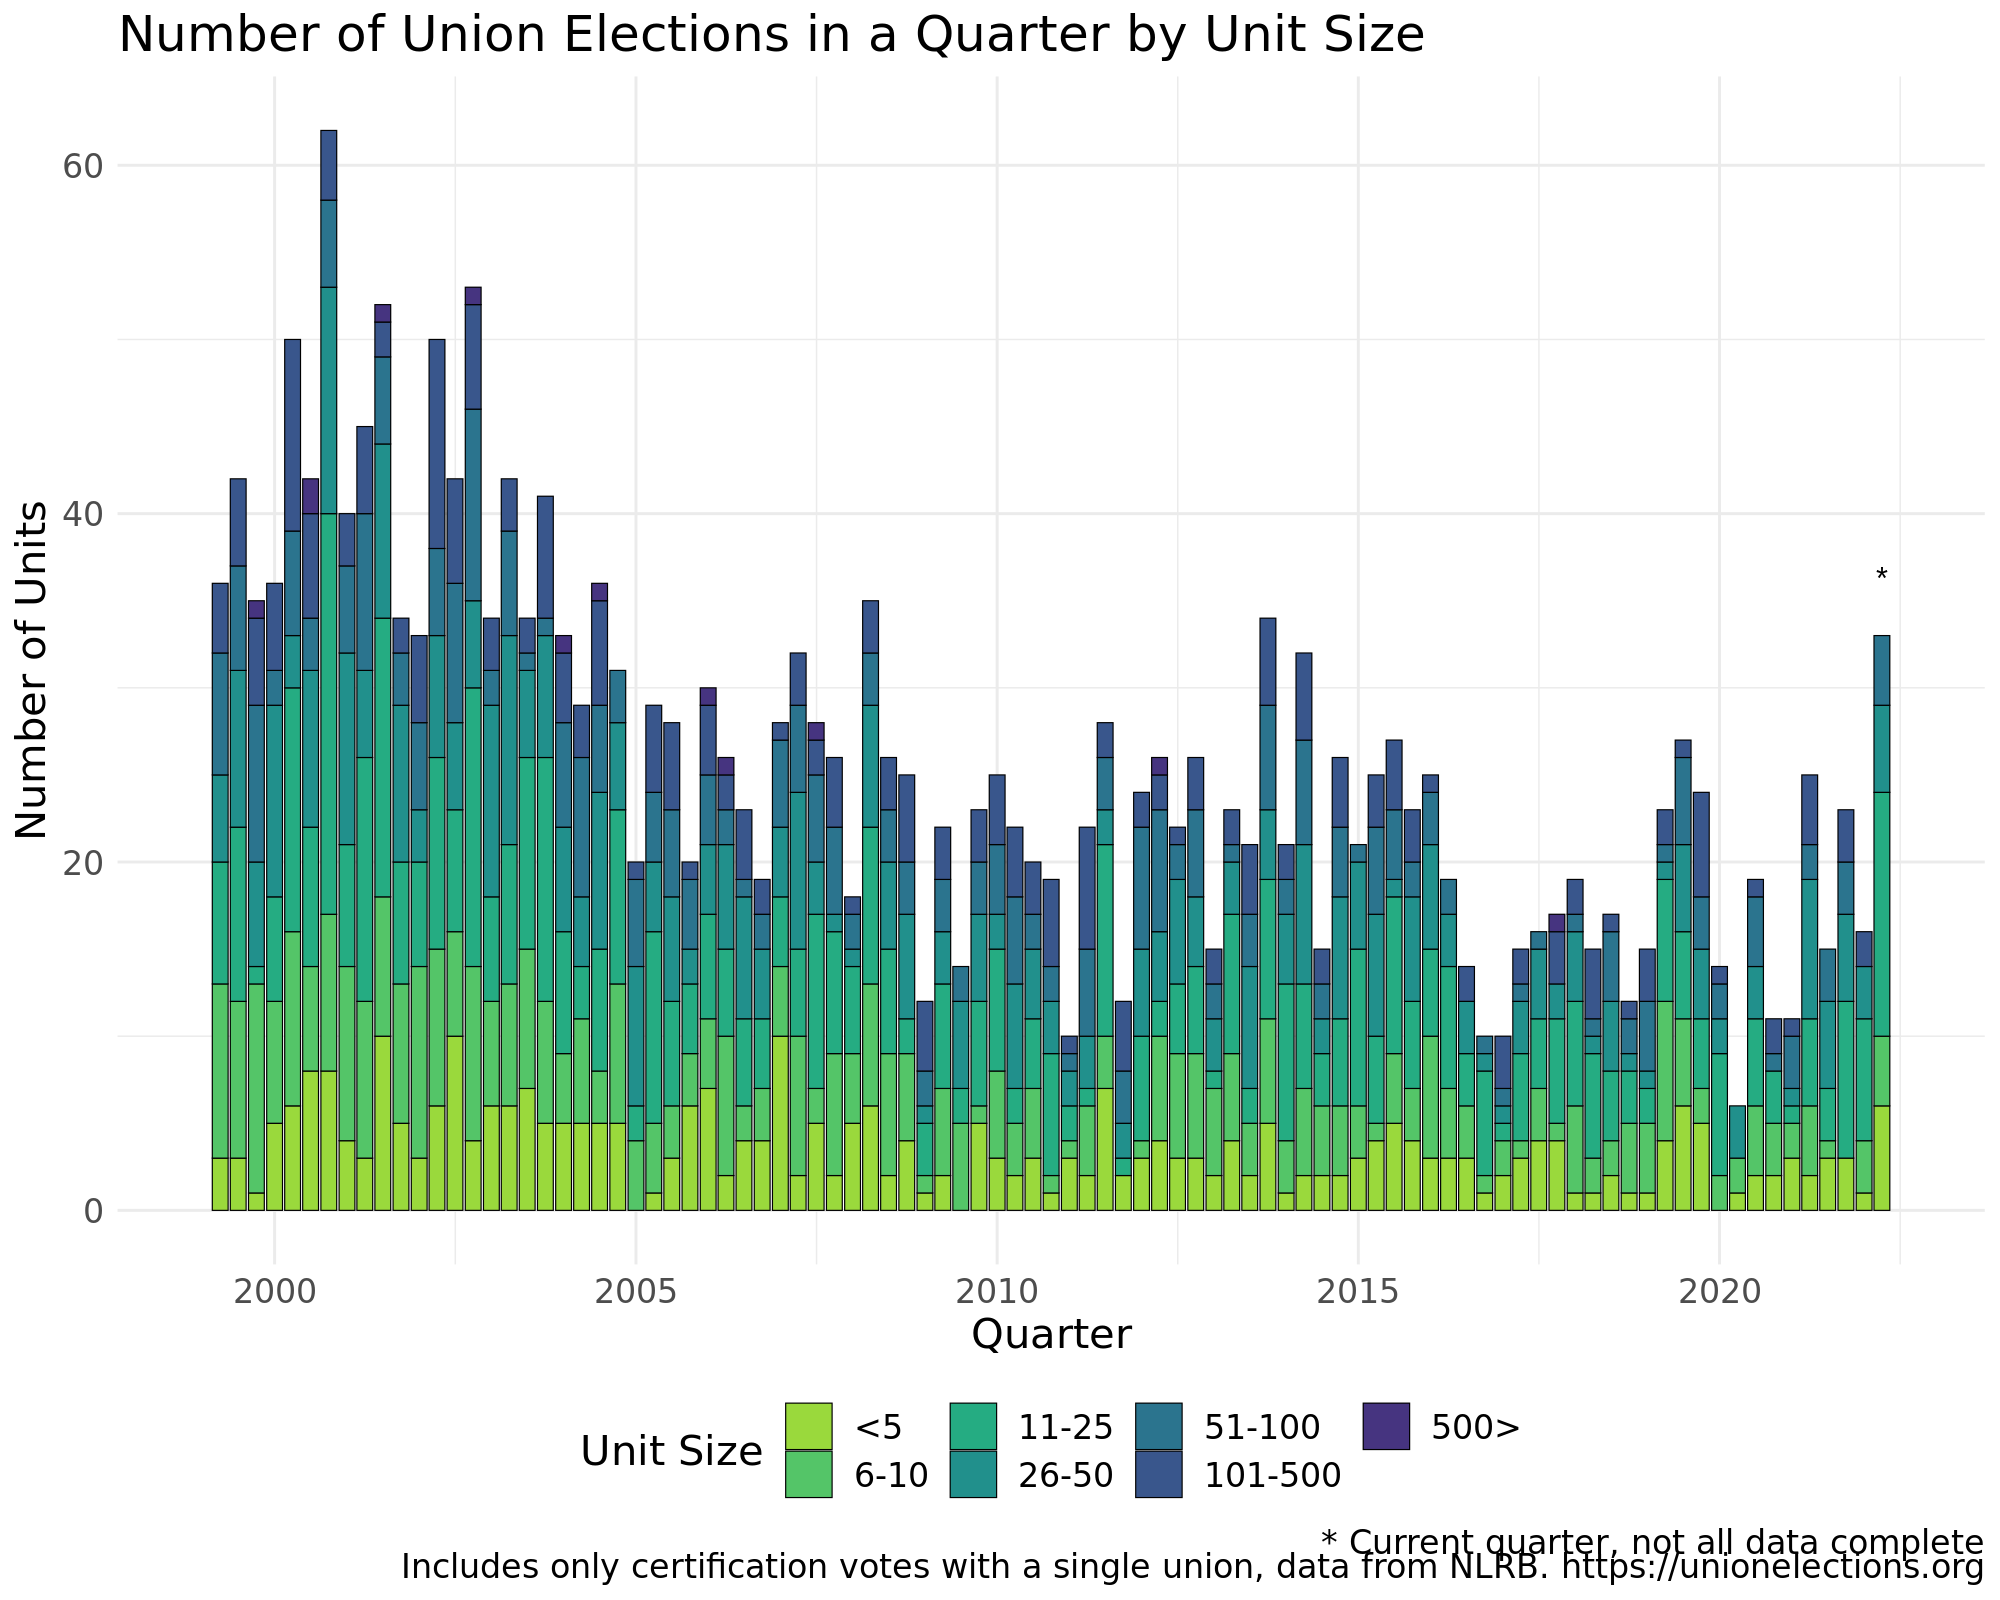 Number of Union Elections in a Quarter by Unit Size
Number of Units
60
40
20
0
*
2000 2005 2010 2015 2020
Quarter
Unit Size
<5 11-25 51-100 500>
6-10 26-50 101-500
* Current quarter, not all data complete
Includes only certification votes with a single union, data from NLRB. https://unionelections.org